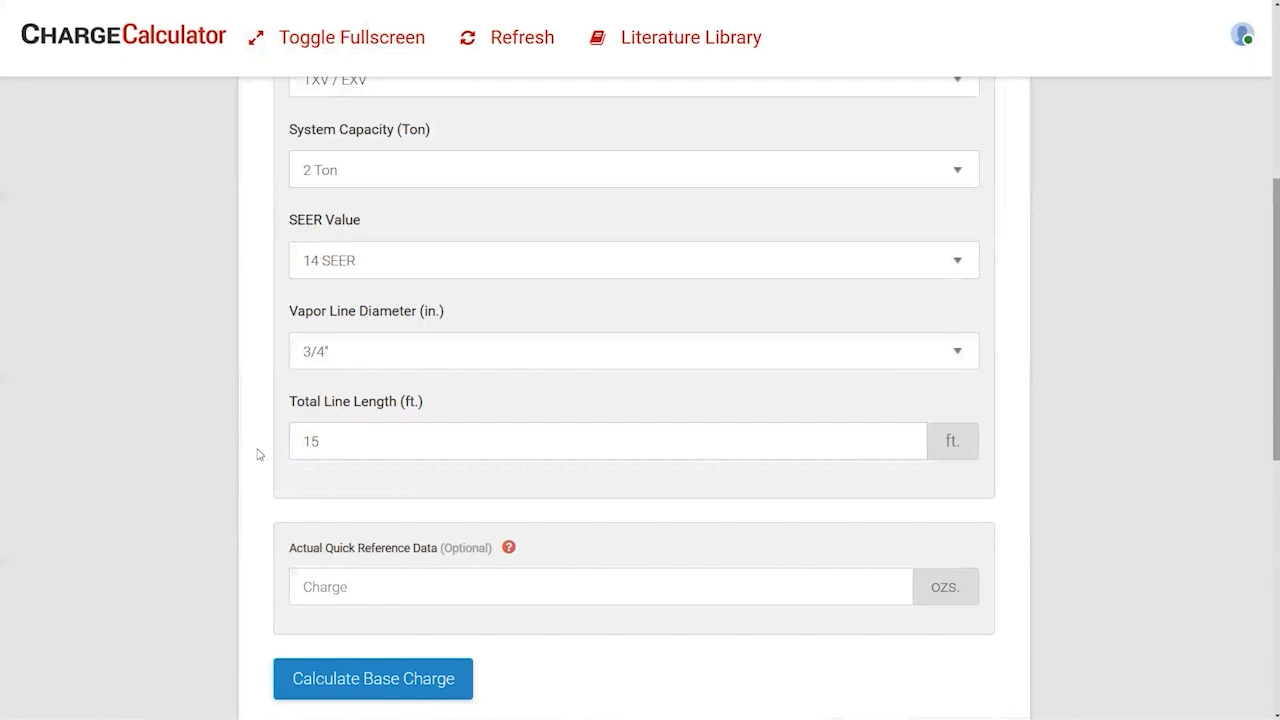 CHARGECalculator Toggle Fullscreen Refresh Literature Library
TXV / EXV
System Capacity (Ton)
2 Ton
SEER Value
14 SEER
Vapor Line Diameter (in.)
3/4"
Total Line Length (ft.)
15 ft.
Actual Quick Reference Data (Optional) ?
Charge ozs.
Calculate Base Charge